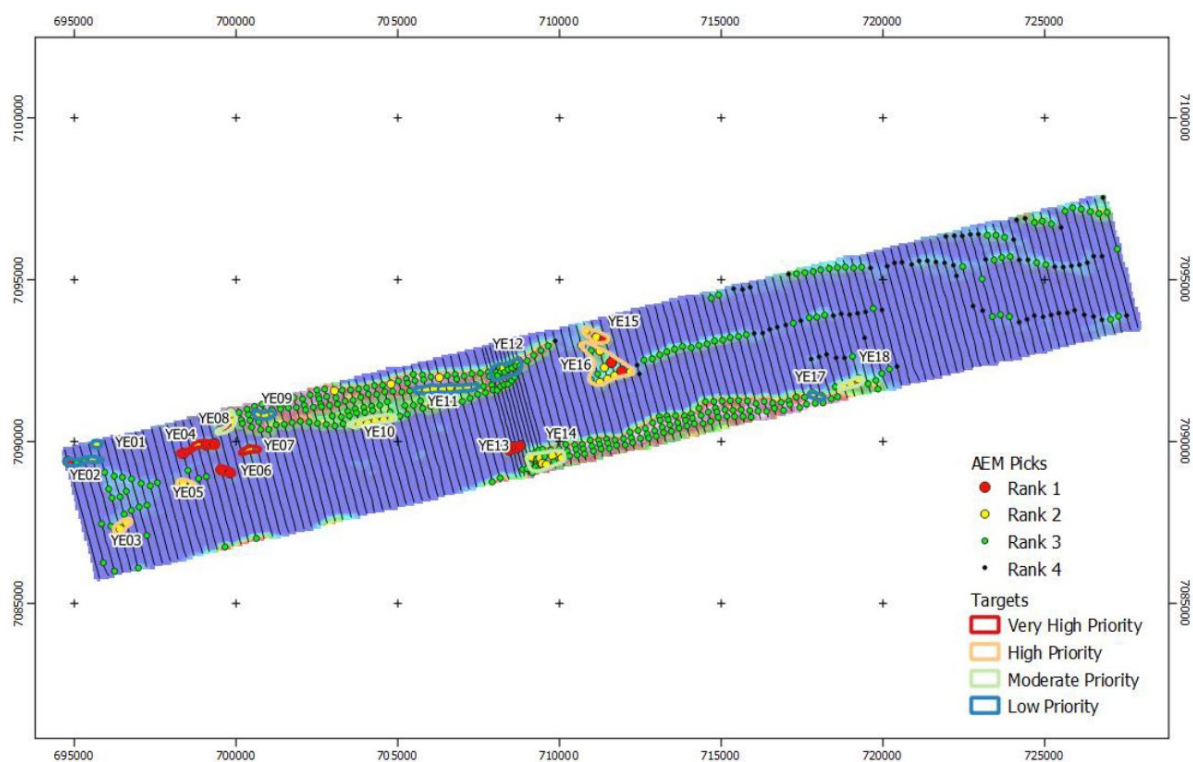 695000 700000 705000 710000 715000 720000 725000
7100000 7100000
7095000 7095000
YE15
YE12
YE16
YE18
YE17
YE09
YE11
YE08
YE10
YE04
YE01
YE07
YE14
YE13
7090000 7090000
YE02
YE06
YE05
YE03
AEM Picks
Rank 1
Rank 2
Rank 3
Rank 4
7085000 7085000
Targets
Very High Priority
High Priority
Moderate Priority
Low Priority
695000 700000 705000 710000 715000 720000 725000